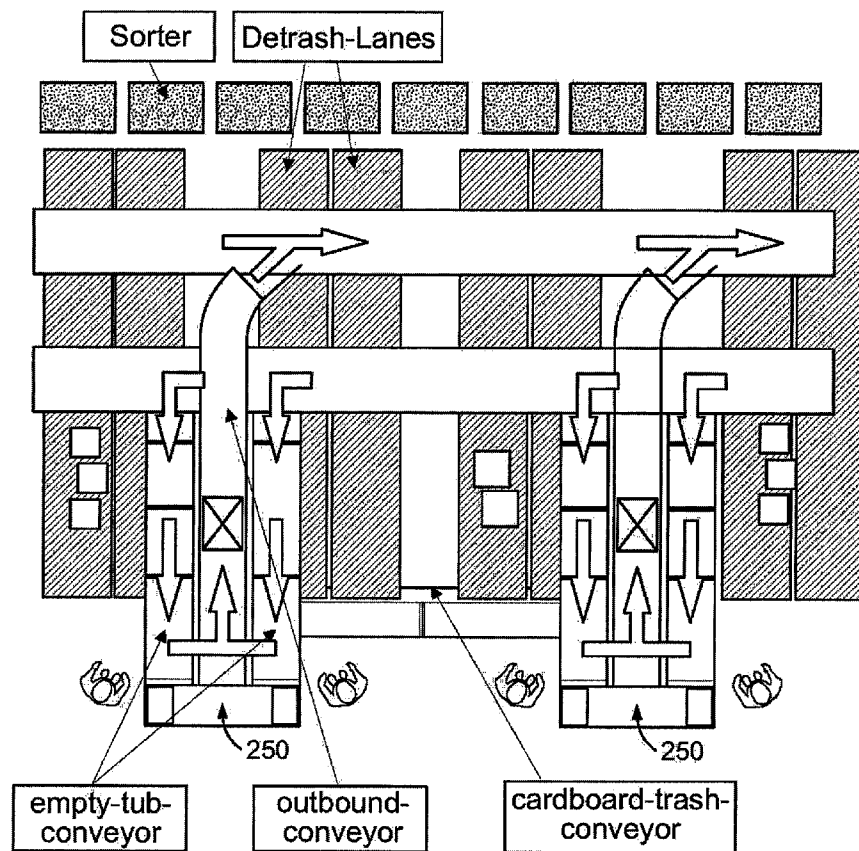 Sorter
Detrash-Lanes
250
250
empty-tub-
conveyor
outbound-
conveyor
cardboard-trash-
conveyor